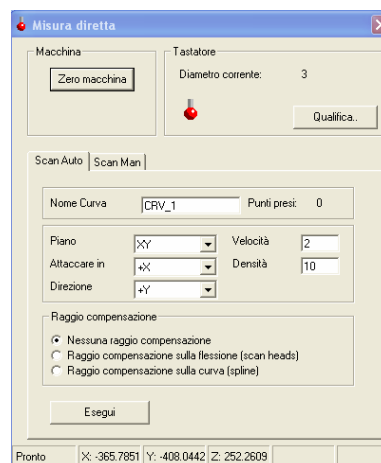 Misura diretta
Macchina
Zero macchina
Tastatore
Diametro corrente: 3
Qualifica..
Scan Auto Scan Man
Nome Curva CRV_1 Punti presi: 0
Piano XY Velocità 2
Attaccare in +X Densità 10
Direzione +Y
Raggio compensazione
Nessuna raggio compensazione
Raggio compensazione sulla flessione (scan heads)
Raggio compensazione sulla curva (spline)
Esegui
Pronto X: -365.7851 Y: -408.0442 Z: 252.2609